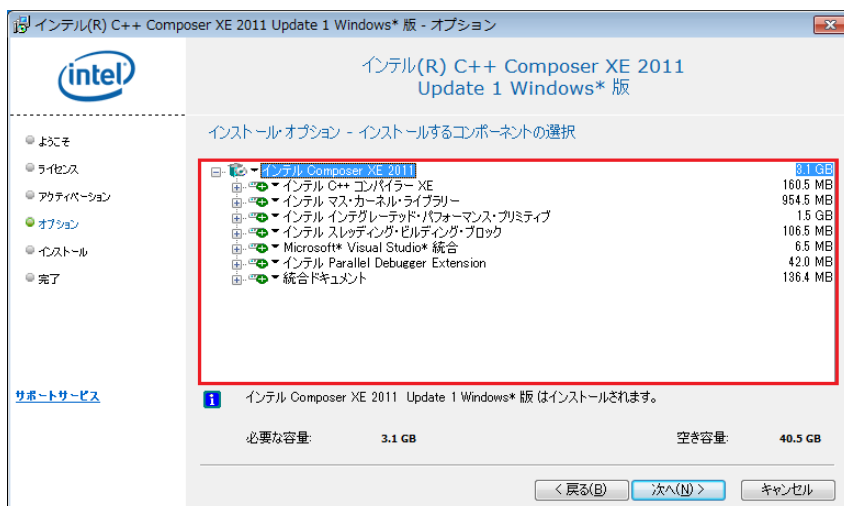 インテル(R) C++ Composer XE 2011 Update 1 Windows* 版 - オプション
intel
インテル(R) C++ Composer XE 2011
Update 1 Windows* 版
ようこそ
ライセンス
アクティベーション
オプション
インストール
完了
サポートサービス
インストール・オプション - インストールするコンポーネントの選択
インテル Composer XE 2011 3.1 GB
インテル C++ コンパイラー XE 160.5 MB
インテル マス・カーネル・ライブラリー 954.5 MB
インテル インテグレーテッド・パフォーマンス・プリミティブ 1.5 GB
インテル スレッディング・ビルディング・ブロック 106.5 MB
Microsoft* Visual Studio* 統合 6.5 MB
インテル Parallel Debugger Extension 42.0 MB
統合ドキュメント 136.4 MB
インテル Composer XE 2011 Update 1 Windows* 版 はインストールされます。
必要な容量: 3.1 GB 空き容量: 40.5 GB
< 戻る(B) 次へ(N) > キャンセル